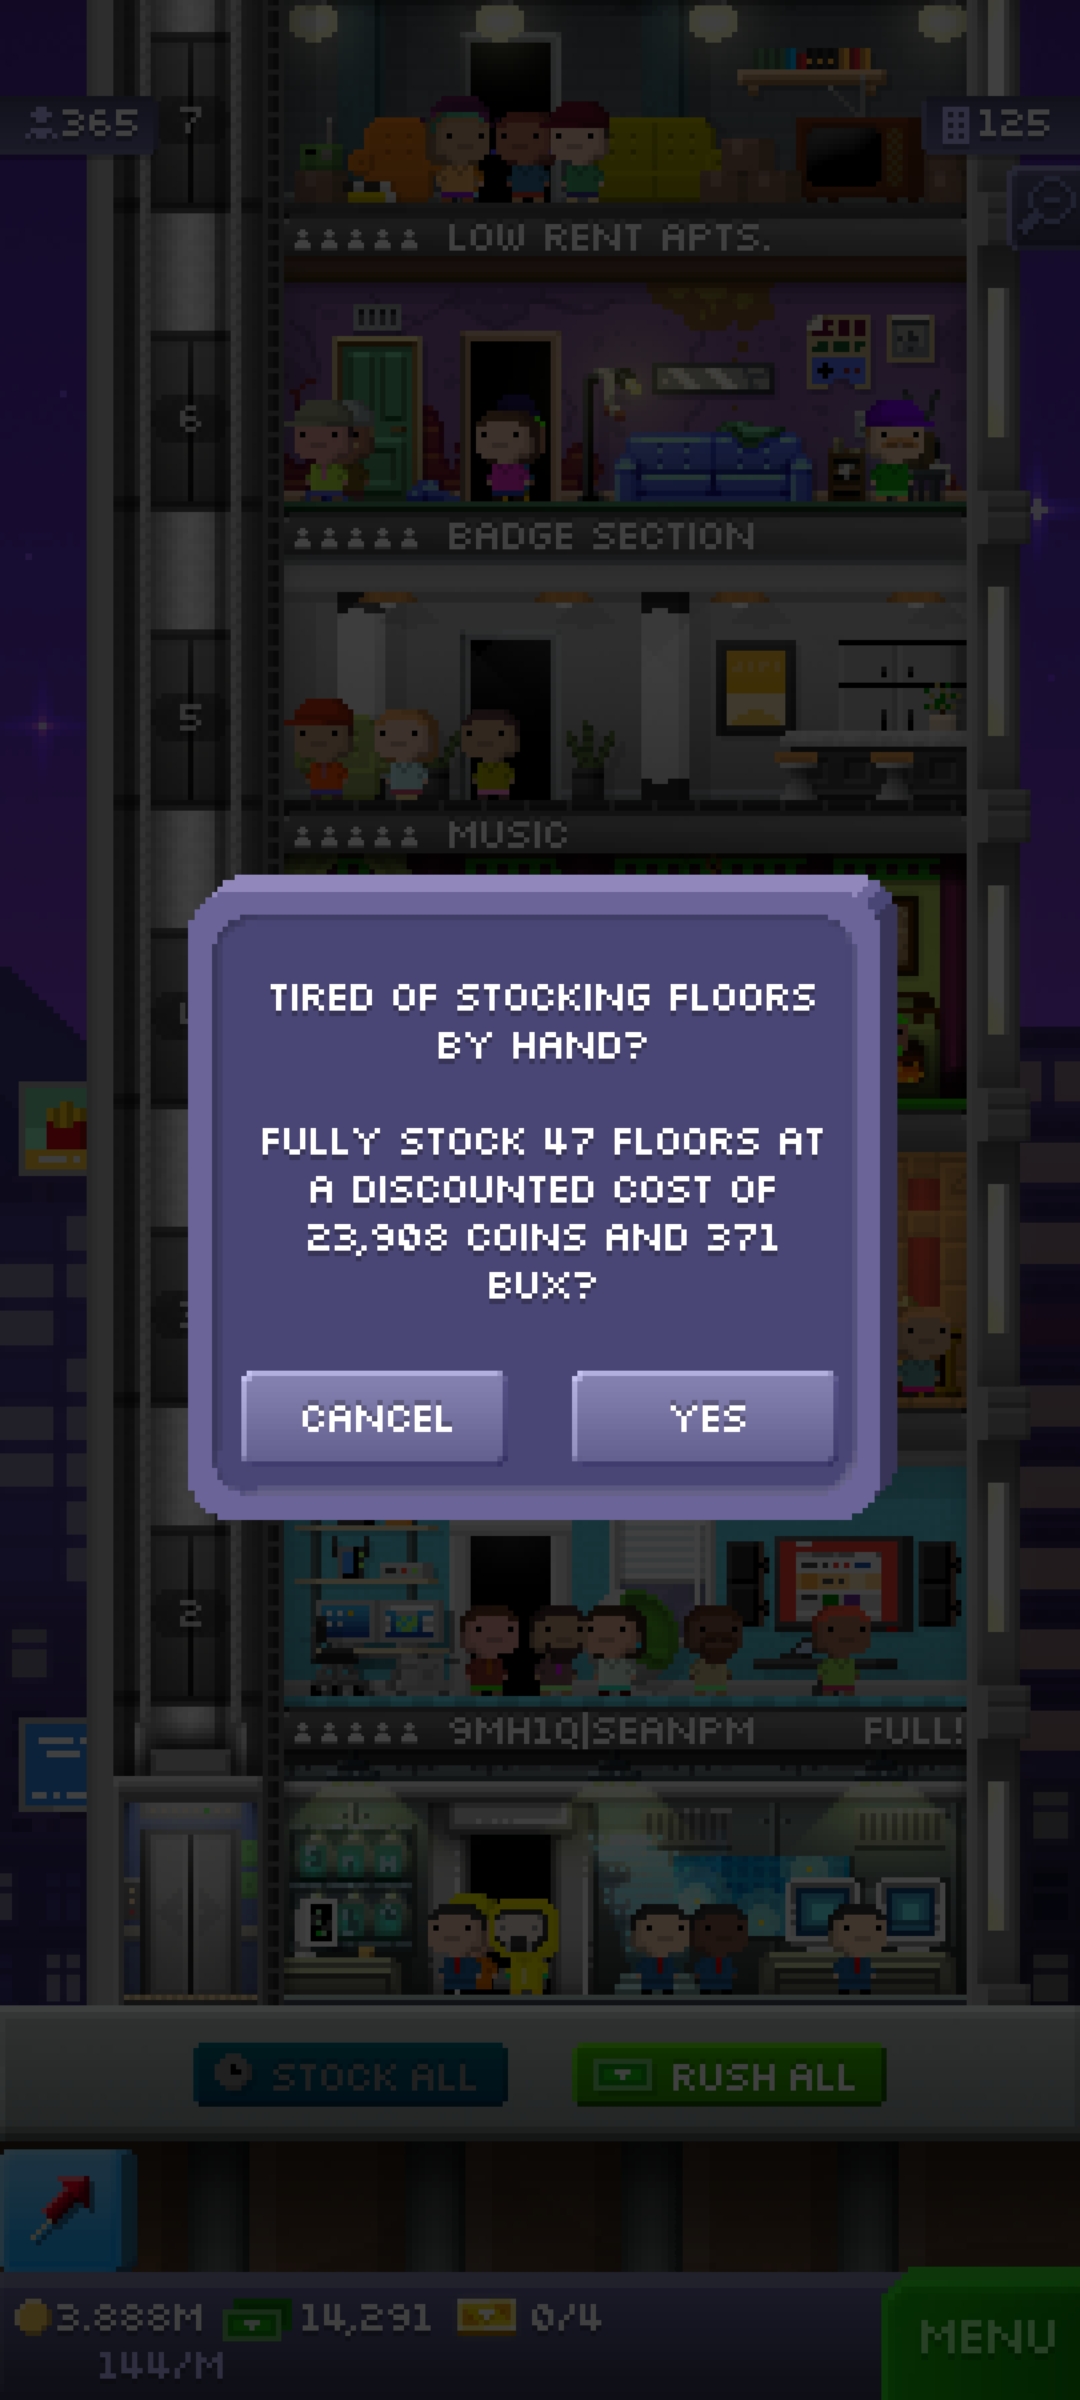 365
7
125
LOW RENT APTS.
6
BADGE SECTION
5
MUSIC
TIRED OF STOCKING FLOORS
BY HAND?
FULLY STOCK 47 FLOORS AT
A DISCOUNTED COST OF
23,908 COINS AND 371
BUX?
CANCEL
YES
2
9MH1Q|SEANPM
FULL!
STOCK ALL
RUSH ALL
3.888M
14,291
0/4
144/M
MENU